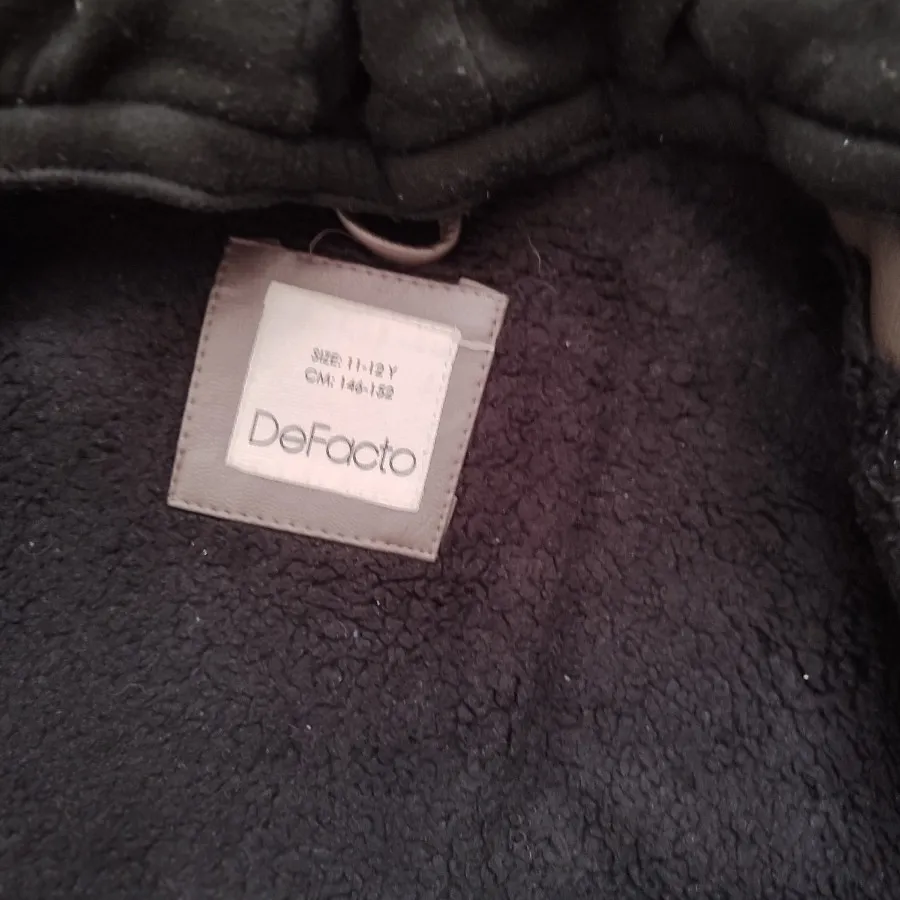 SIZE: 11-12 Y
CM: 146-152
DeFacto